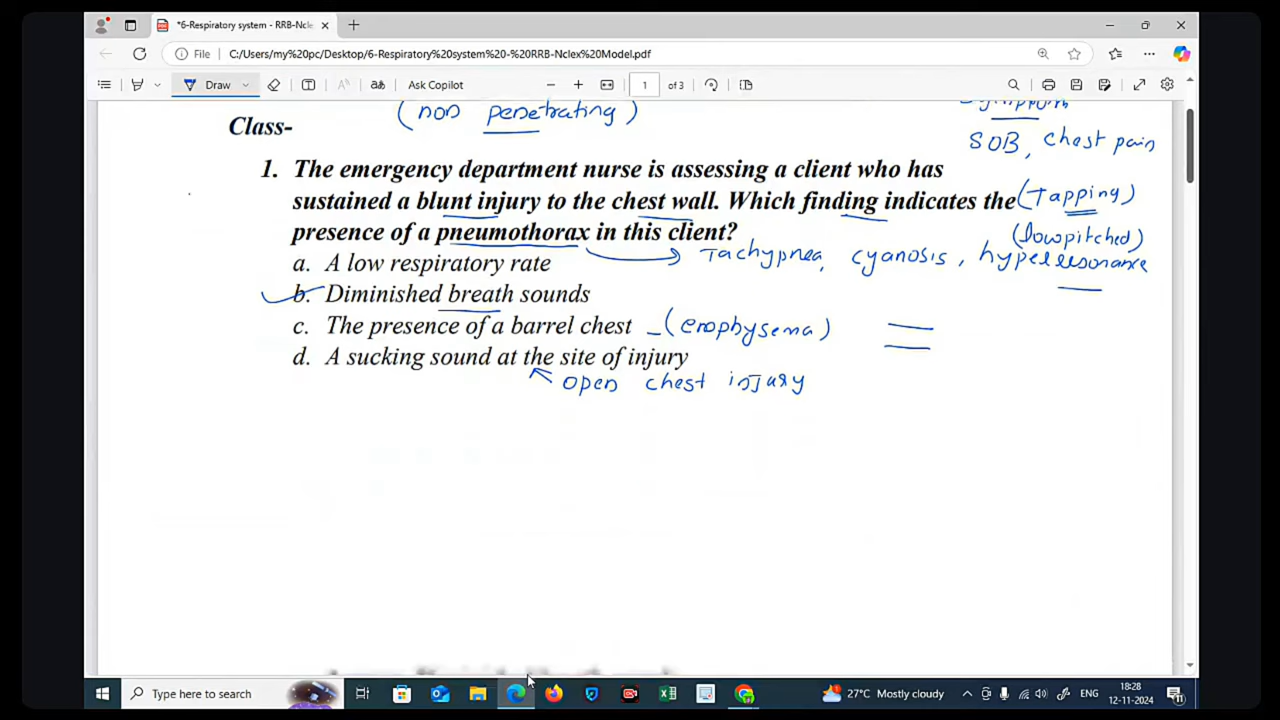 *6-Respiratory system - RRB-Ncle
File
C:/Users/my%20pc/Desktop/6-Respiratory%20system%20-%20RRB-Nclex%20Model.pdf
Draw
Ask Copilot
1 of 3
(non penetrating)
Class-
SOB, chest pain
1. The emergency department nurse is assessing a client who has
sustained a blunt injury to the chest wall. Which finding indicates the (Tapping)
presence of a pneumothorax in this client?
(lowpitched)
Tachypnea, cyanosis, hyperresonance
a. A low respiratory rate
b. Diminished breath sounds
c. The presence of a barrel chest (emphysema)
d. A sucking sound at the site of injury
open chest injury
Type here to search
27°C Mostly cloudy
ENG
18:28
12-11-2024